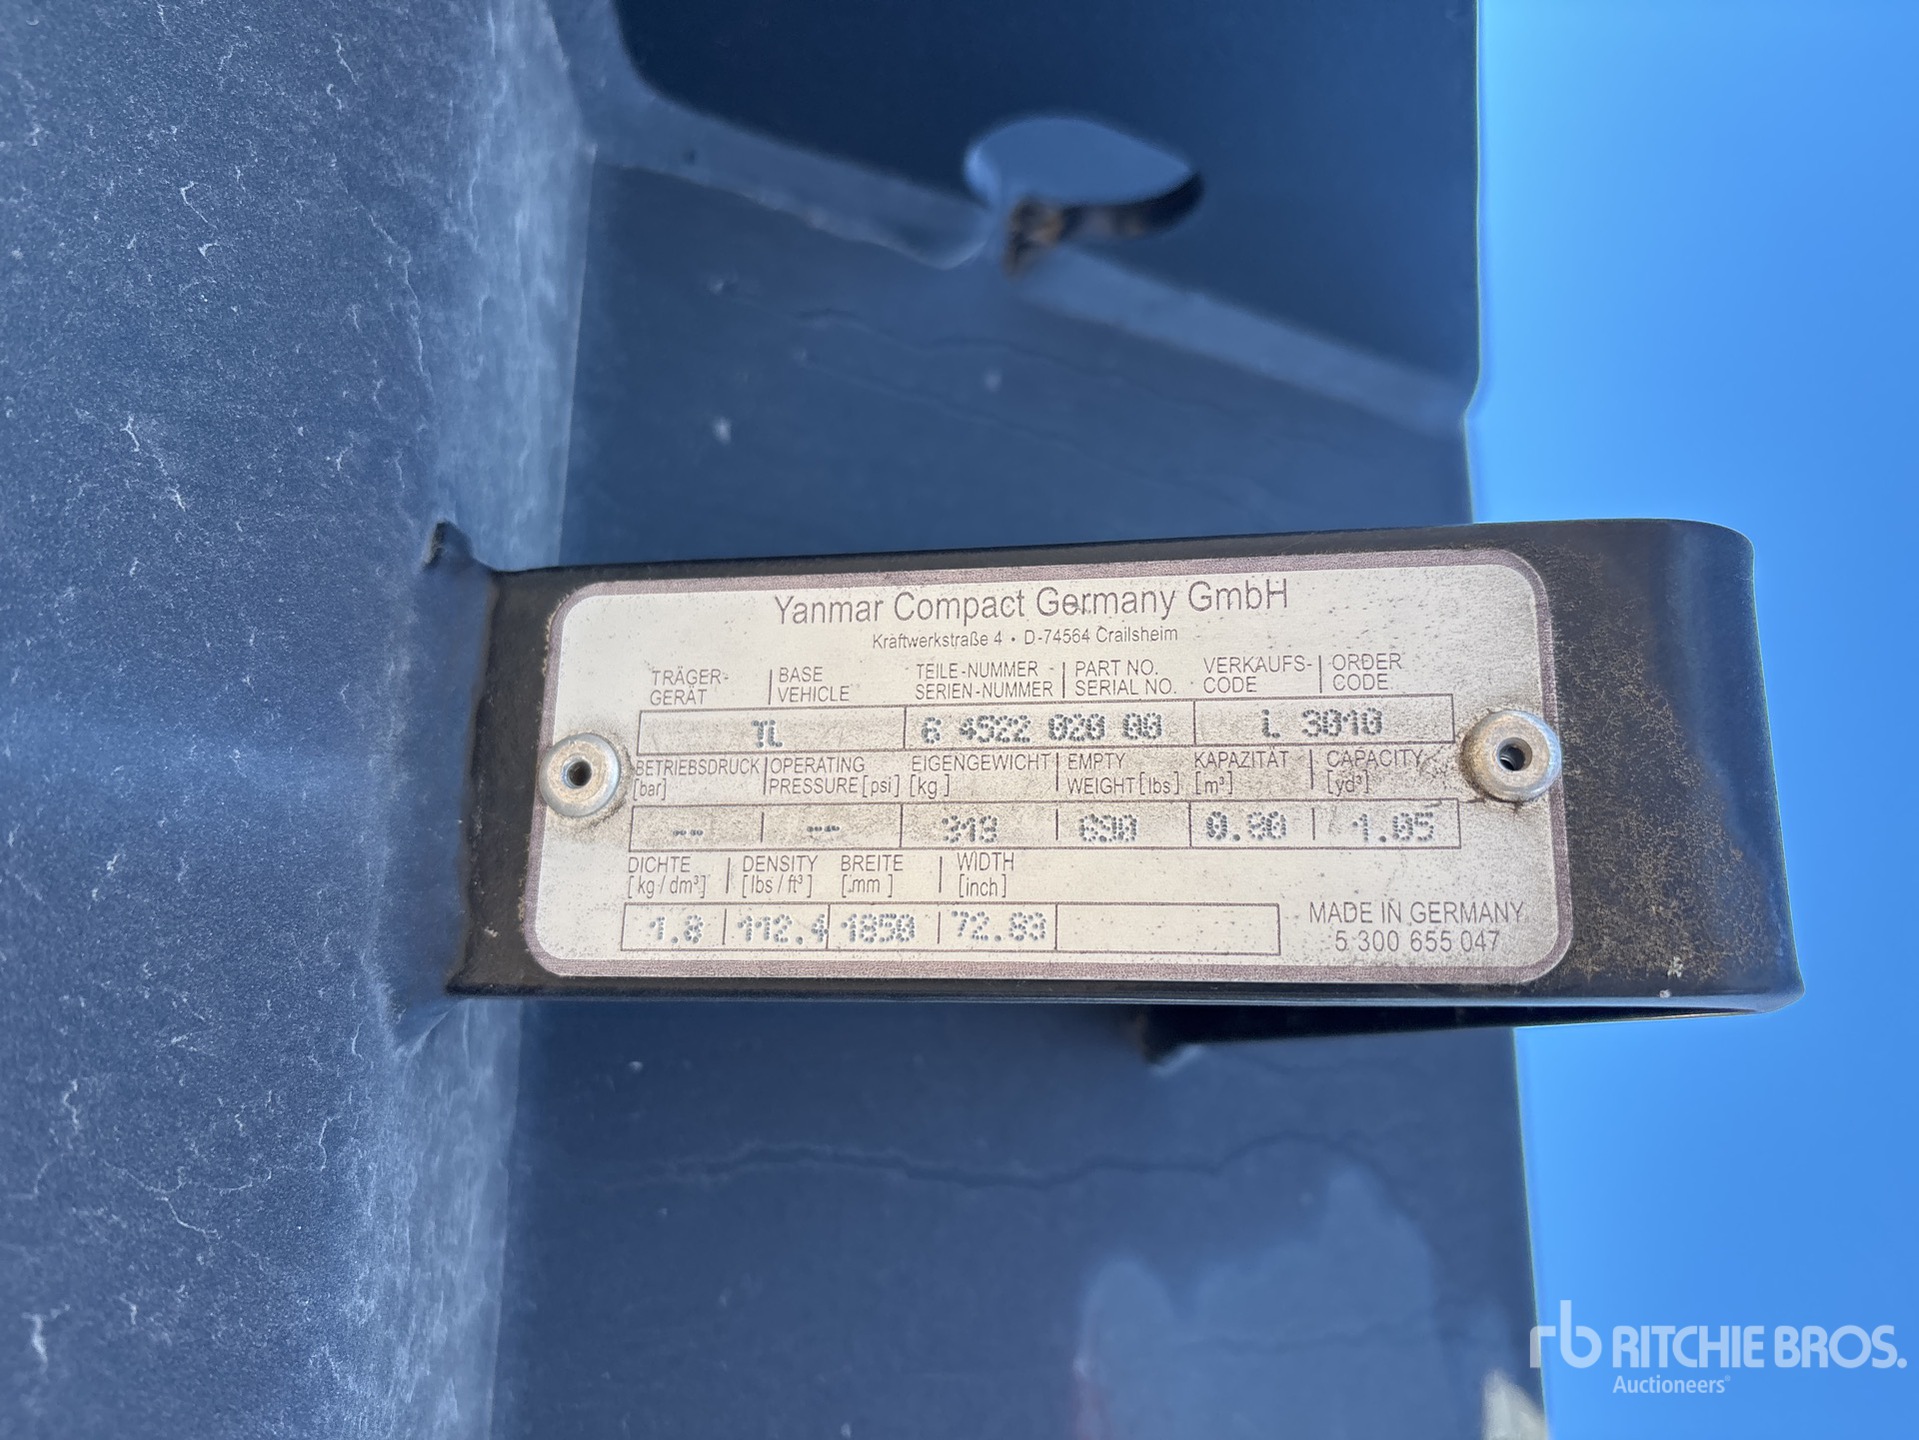 Yanmar Compact Germany GmbH
Kraftwerkstraße 4 • D-74564 Crailsheim
TRÄGER- | BASE TEILE-NUMMER | PART NO. VERKAUFS- | ORDER
GERÄT VEHICLE SERIEN-NUMMER SERIAL NO. CODE CODE
TL 6 4522 020 00 L 3010
BETRIEBSDRUCK | OPERATING EIGENGEWICHT | EMPTY KAPAZITÄT | CAPACITY
[bar] PRESSURE [psi] [kg] WEIGHT [lbs] [m³] [yd³]
-- | -- 313 | 690 0.80 | 1.05
DICHTE | DENSITY BREITE | WIDTH
[kg/dm³] [lbs/ft³] [mm] [inch]
1.8 | 112.4 1850 | 72.83
MADE IN GERMANY
5 300 655 047
rb RITCHIE BROS.
Auctioneers